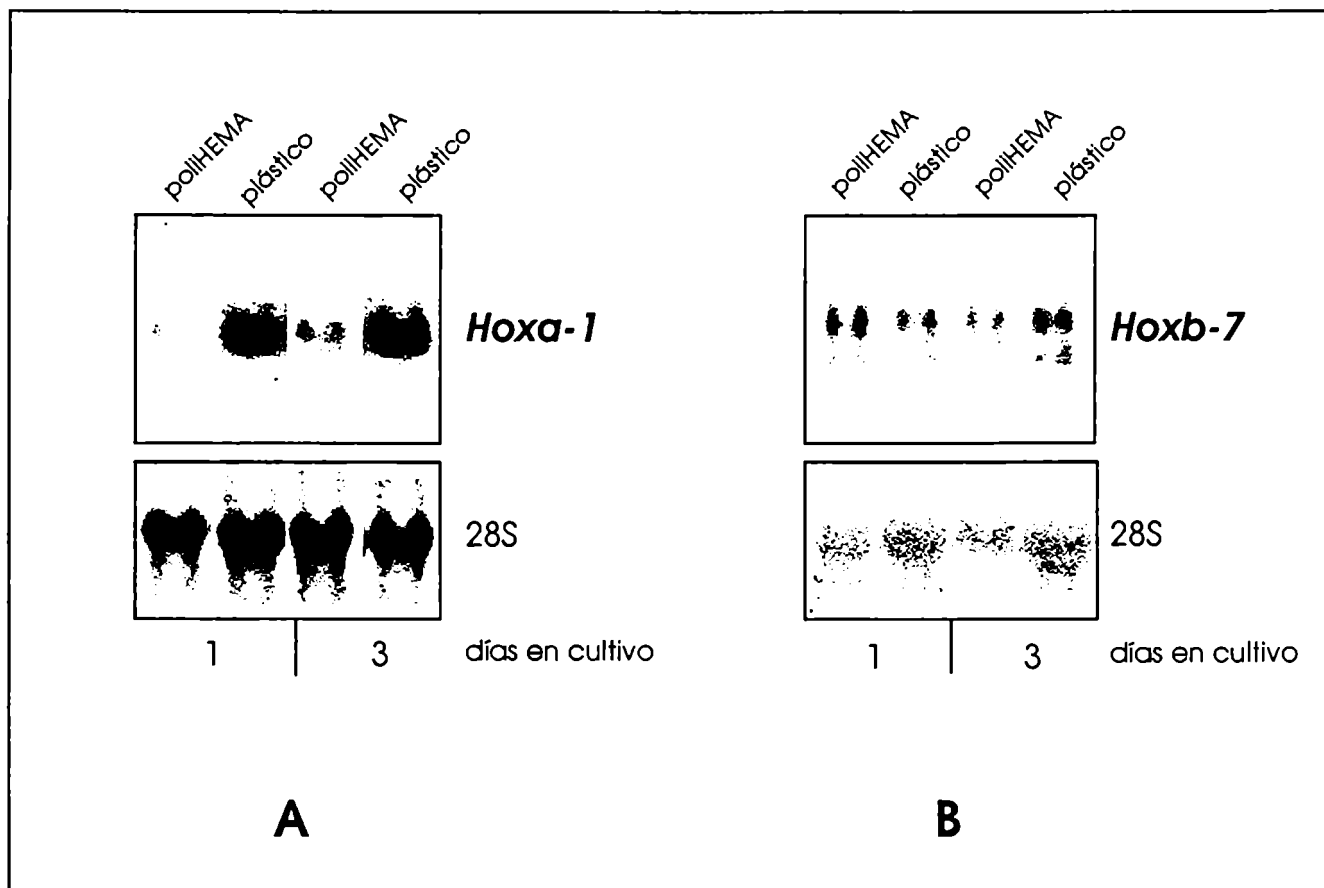 poliHEMA
plástico
poliHEMA
plástico
Hoxa-1
28S
1
3
días en cultivo
A
poliHEMA
plástico
poliHEMA
plástico
Hoxb-7
28S
1
3
días en cultivo
B